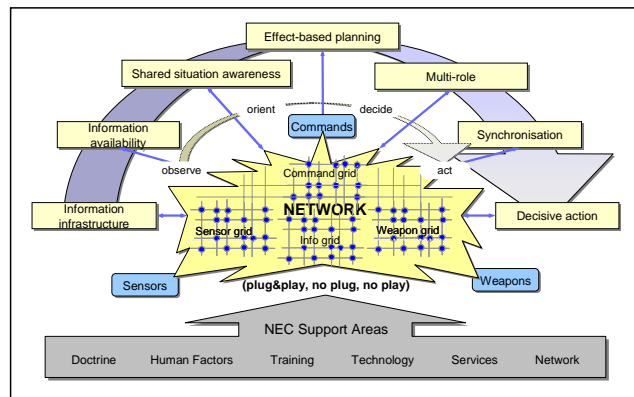 Effect-based planning
Shared situation awareness
Multi-role
orient
decide
Commands
Information
availability
Synchronisation
observe
act
Command grid
NETWORK
Information
infrastructure
Sensor grid
Info grid
Weapon grid
Decisive action
Sensors
Weapons
(plug&play, no plug, no play)
NEC Support Areas
Doctrine Human Factors Training Technology Services Network